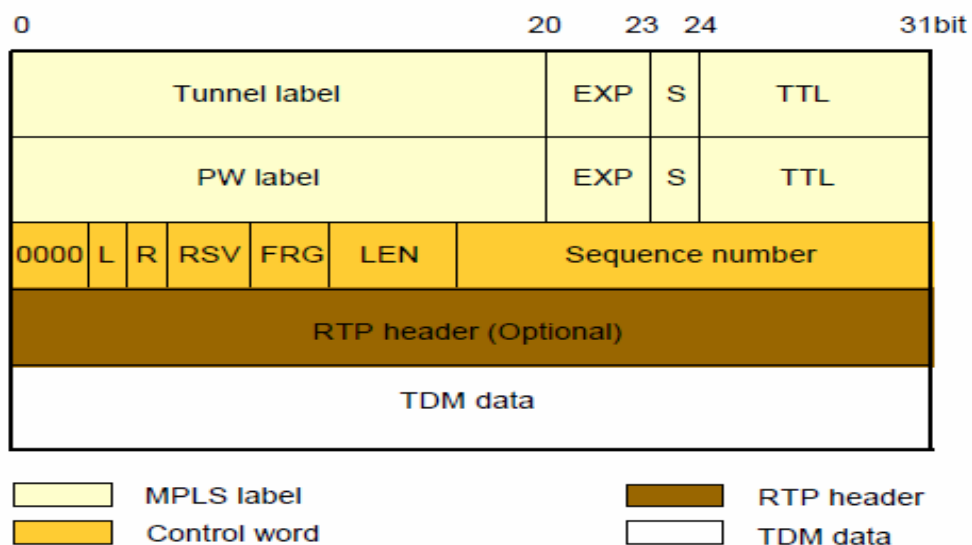 0 20 23 24 31bit
Tunnel label EXP S TTL
PW label EXP S TTL
0000 L R RSV FRG LEN Sequence number
RTP header (Optional)
TDM data
MPLS label RTP header
Control word TDM data